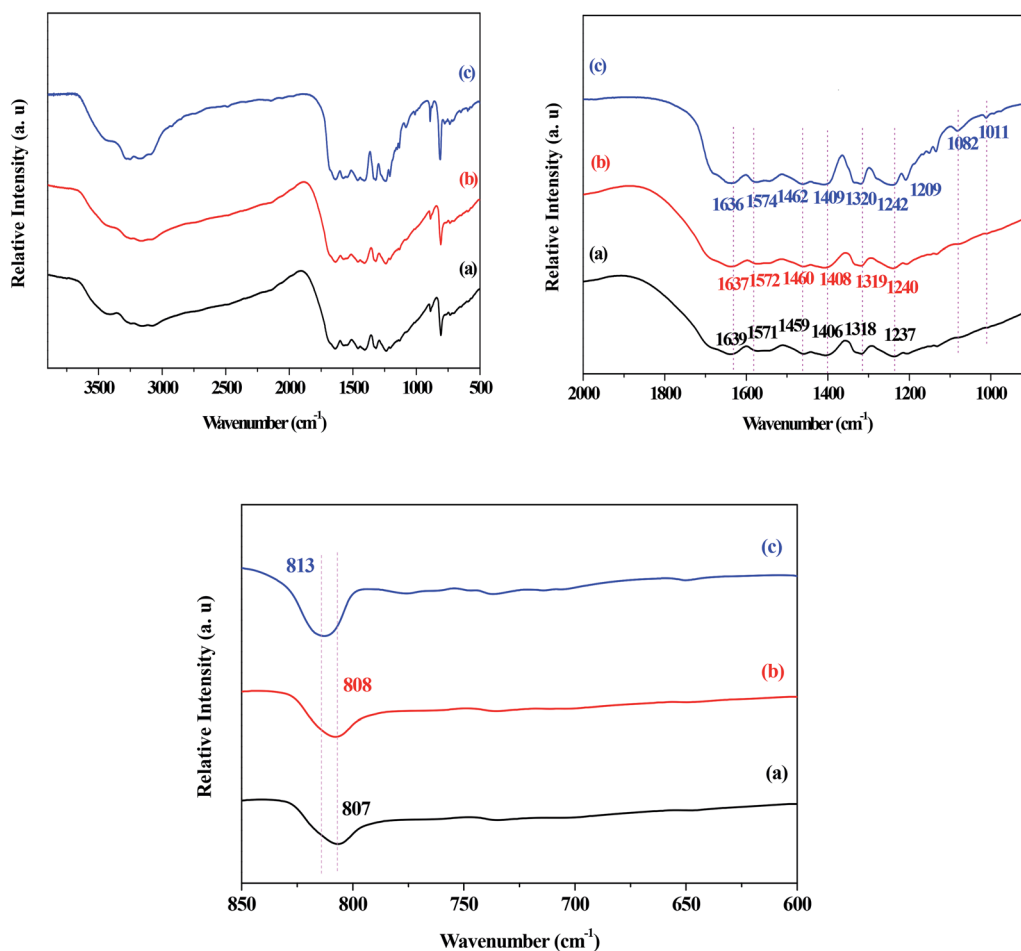 Relative Intensity (a. u)
(c)
(b)
(a)
3500 3000 2500 2000 1500 1000 500
Wavenumber (cm-1)
Relative Intensity (a. u)
(c)
1082 1011
1636 1574 1462 1409 1320 1242 1209
(b)
1637 1572 1460 1408 1319 1240
(a)
1639 1571 1459 1406 1318 1237
2000 1800 1600 1400 1200 1000
Wavenumber (cm-1)
Relative Intensity (a. u)
813 (c)
808 (b)
807 (a)
850 800 750 700 650 600
Wavenumber (cm-1)